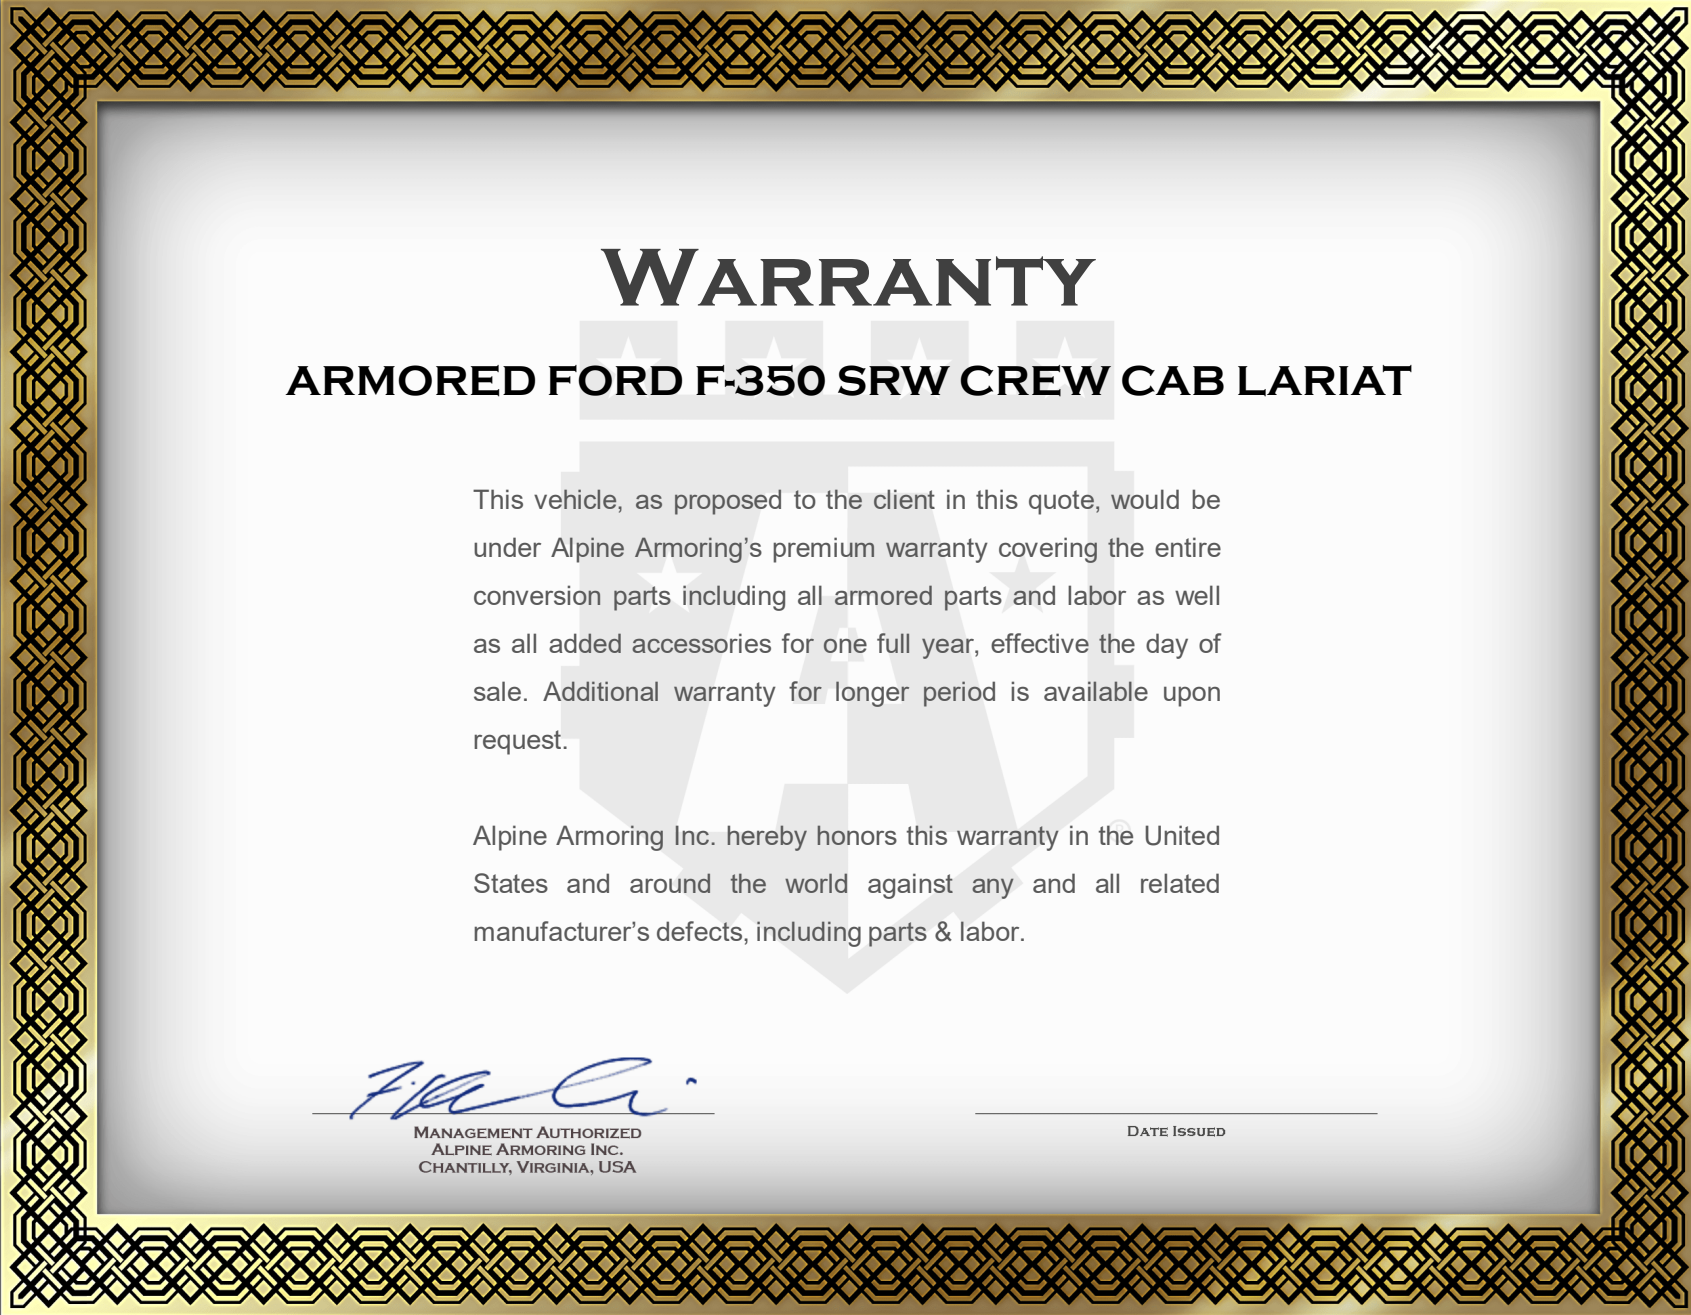 WARRANTY
ARMORED FORD F-350 SRW CREW CAB LARIAT
This vehicle, as proposed to the client in this quote, would be
under Alpine Armoring’s premium warranty covering the entire
conversion parts including all armored parts and labor as well
as all added accessories for one full year, effective the day of
sale. Additional warranty for longer period is available upon
request.
Alpine Armoring Inc. hereby honors this warranty in the United
States and around the world against any and all related
manufacturer’s defects, including parts & labor.
MANAGEMENT AUTHORIZED
ALPINE ARMORING INC.
CHANTILLY, VIRGINIA, USA
DATE ISSUED